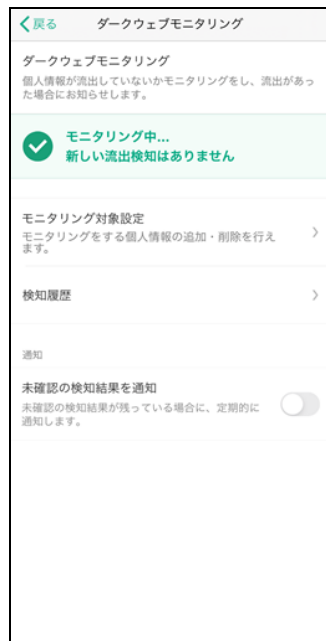 戻る
ダークウェブモニタリング
ダークウェブモニタリング
個人情報が流出していないかモニタリングをし、流出があっ
た場合にお知らせします。
モニタリング中...
新しい流出検知はありません
モニタリング対象設定
モニタリングをする個人情報の追加・削除を行え
ます。
検知履歴
通知
未確認の検知結果を通知
未確認の検知結果が残っている場合に、定期的に
通知します。